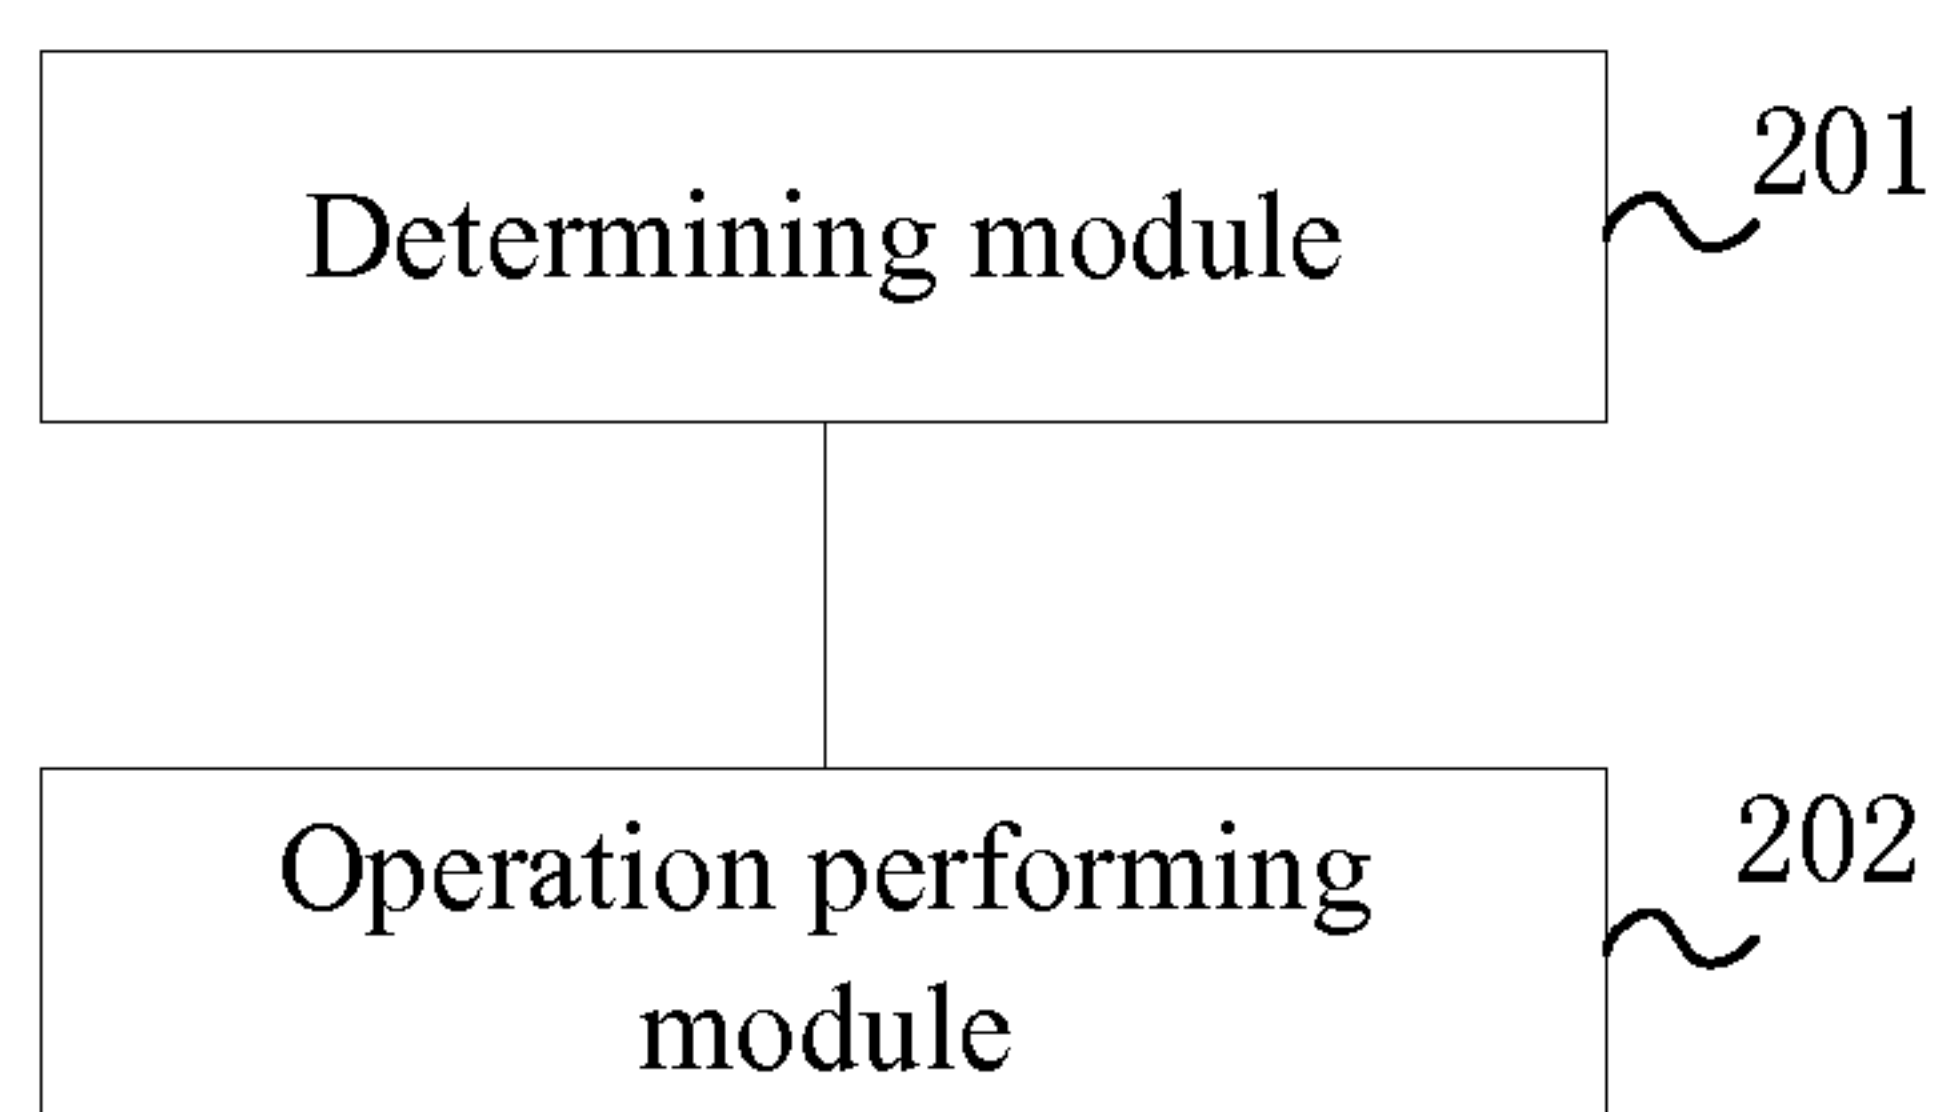 201
Determining module
202
Operation performing
module